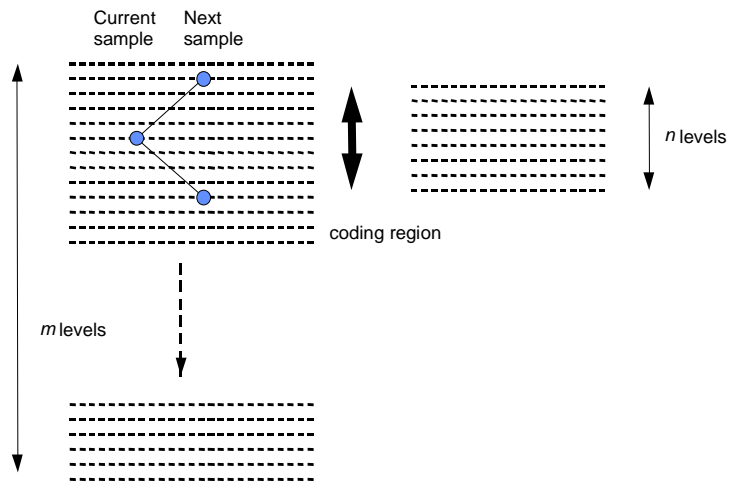 Current Next
sample sample
n levels
coding region
m levels